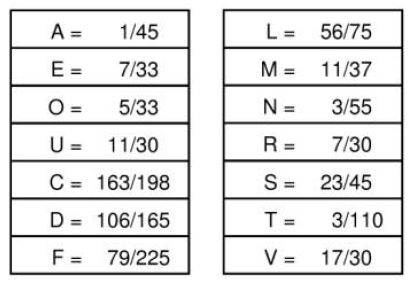 A = 1/45
E = 7/33
O = 5/33
U = 11/30
C = 163/198
D = 106/165
F = 79/225
L = 56/75
M = 11/37
N = 3/55
R = 7/30
S = 23/45
T = 3/110
V = 17/30